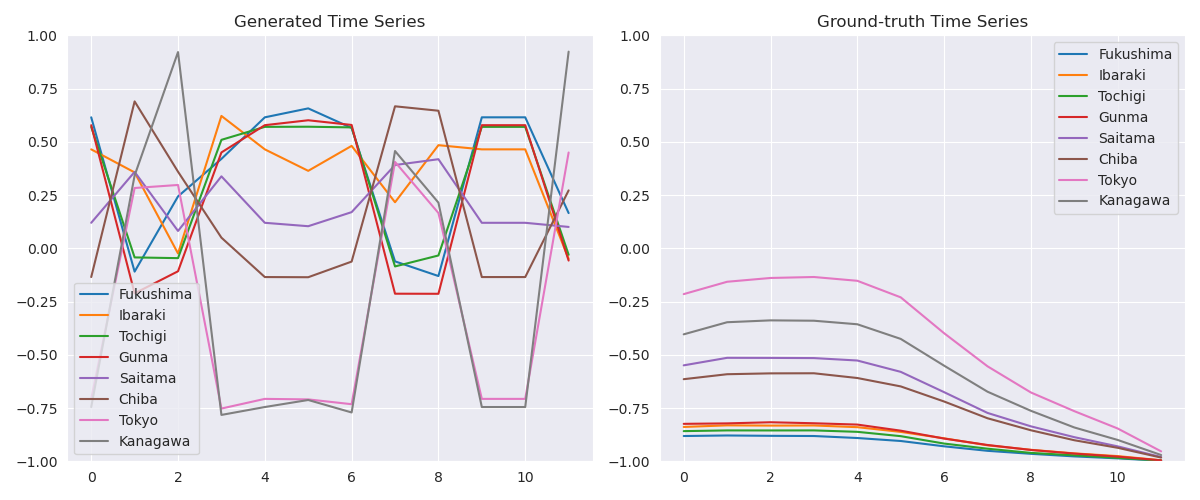 Generated Time Series
1.00
0.75
0.50
0.25
0.00
−0.25
−0.50
−0.75
−1.00
Fukushima
Ibaraki
Tochigi
Gunma
Saitama
Chiba
Tokyo
Kanagawa
0
2
4
6
8
10
Ground-truth Time Series
1.00
0.75
0.50
0.25
0.00
−0.25
−0.50
−0.75
−1.00
Fukushima
Ibaraki
Tochigi
Gunma
Saitama
Chiba
Tokyo
Kanagawa
0
2
4
6
8
10